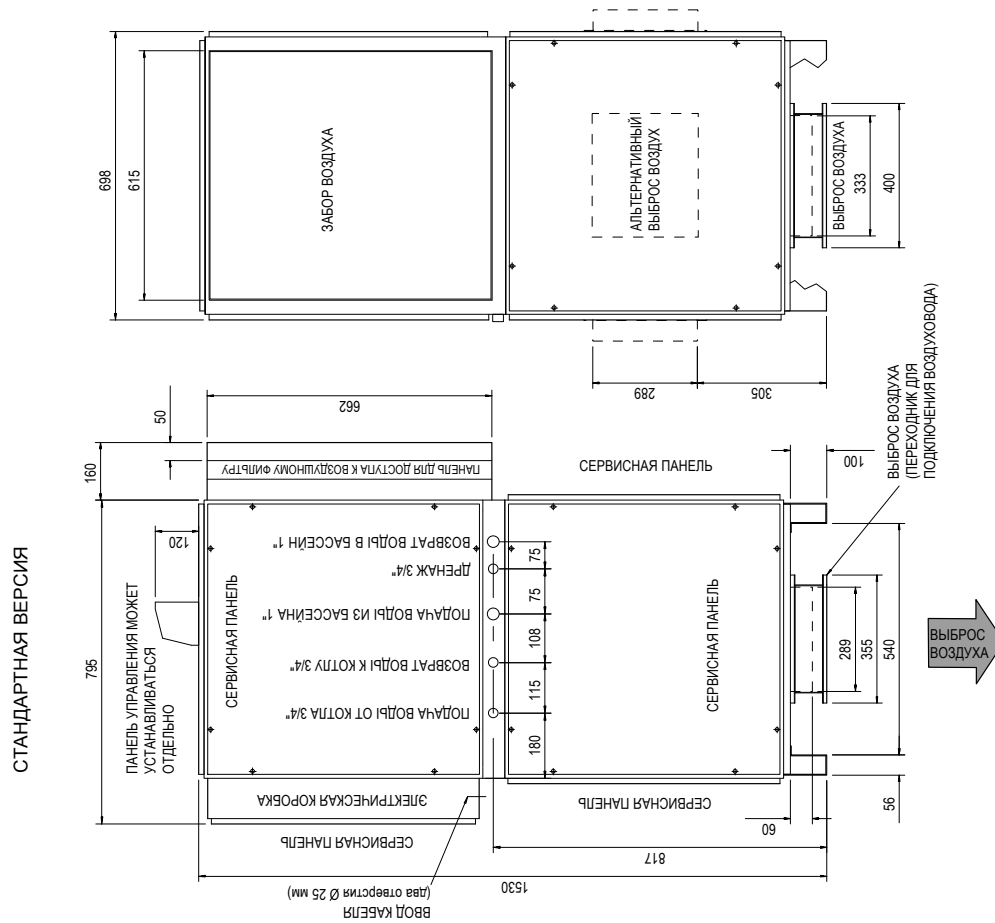 СТАНДАРТНАЯ ВЕРСИЯ
795
160
50
120
ПАНЕЛЬ УПРАВЛЕНИЯ МОЖЕТ
УСТАНАВЛИВАТЬСЯ
ОТДЕЛЬНО
СЕРВИСНАЯ ПАНЕЛЬ
662
ПАНЕЛЬ ДЛЯ ДОСТУПА К ВОЗДУШНОМУ ФИЛЬТРУ
ВОЗВРАТ ВОДЫ В БАССЕЙН 1"
ДРЕНАЖ 3/4"
ПОДАЧА ВОДЫ ИЗ БАССЕЙНА 1"
ВОЗВРАТ ВОДЫ К КОТЛУ 3/4"
ПОДАЧА ВОДЫ ОТ КОТЛА 3/4"
75
75
108
115
180
ЭЛЕКТРИЧЕСКАЯ КОРОБКА
СЕРВИСНАЯ ПАНЕЛЬ
ВВОД КАБЕЛЯ
(два отверстия Ø 25 мм)
1530
817
60
56
СЕРВИСНАЯ ПАНЕЛЬ
СЕРВИСНАЯ ПАНЕЛЬ
СЕРВИСНАЯ ПАНЕЛЬ
100
289
355
540
ВЫБРОС
ВОЗДУХА
ВЫБРОС ВОЗДУХА
(ПЕРЕХОДНИК ДЛЯ
ПОДКЛЮЧЕНИЯ ВОЗДУХОВОДА)
698
615
ЗАБОР ВОЗДУХА
АЛЬТЕРНАТИВНЫЙ
ВЫБРОС ВОЗДУХ
289
305
ВЫБРОС ВОЗДУХА
333
400